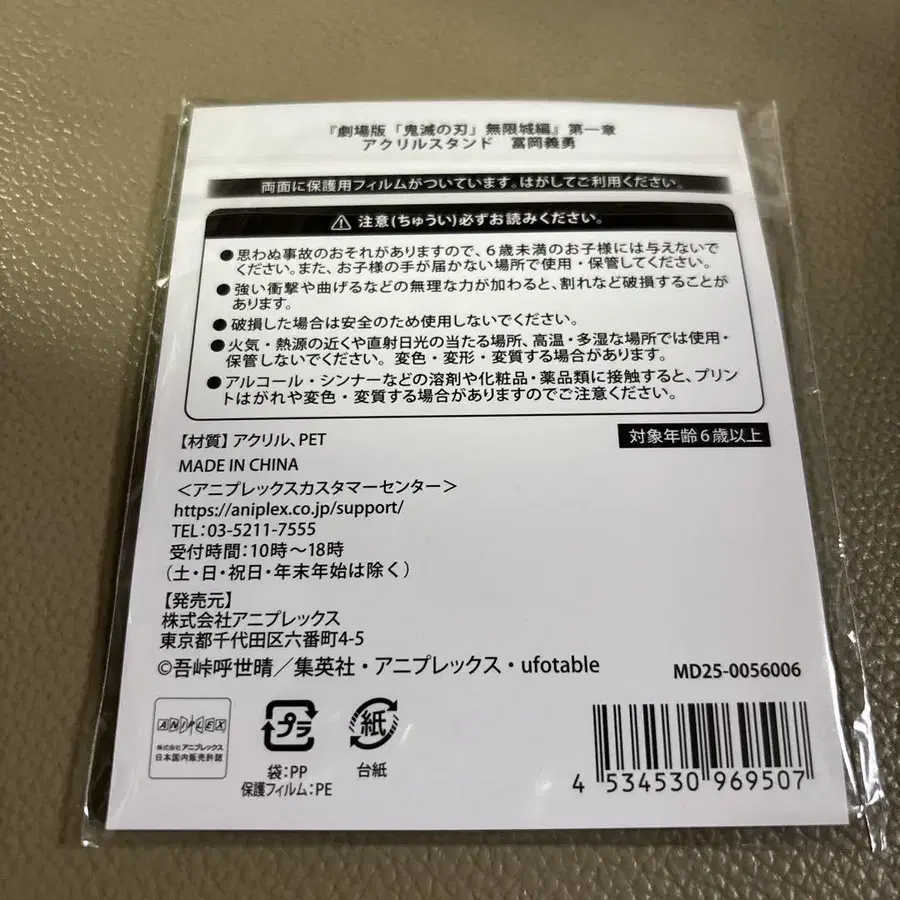 『劇場版「鬼滅の刃」無限城編』第一章
アクリルスタンド　冨岡義勇
両面に保護用フィルムがついています。はがしてご利用ください。
注意(ちゅうい)必ずお読みください。
●思わぬ事故のおそれがありますので、6歳未満のお子様には与えないで
ください。また、お子様の手が届かない場所で使用・保管してください。
●強い衝撃や曲げるなどの無理な力が加わると、割れなど破損することが
あります。
●破損した場合は安全のため使用しないでください。
●火気・熱源の近くや直射日光の当たる場所、高温・多湿な場所では使用・
保管しないでください。変色・変形・変質する場合があります。
●アルコール・シンナーなどの溶剤や化粧品・薬品類に接触すると、プリン
トはがれや変色・変質する場合がありますのでご注意ください。
【材質】アクリル、PET
対象年齢6歳以上
MADE IN CHINA
＜アニプレックスカスタマーセンター＞
https://aniplex.co.jp/support/
TEL:03-5211-7555
受付時間：10時～18時
（土・日・祝日・年末年始は除く）
【発売元】
株式会社アニプレックス
東京都千代田区六番町4-5
©吾峠呼世晴／集英社・アニプレックス・ufotable
MD25-0056006
ANIPLEX
株式会社アニプレックス
日本国内販売許諾
プラ
袋：PP
保護フィルム：PE
紙
台紙
4 534530 969507